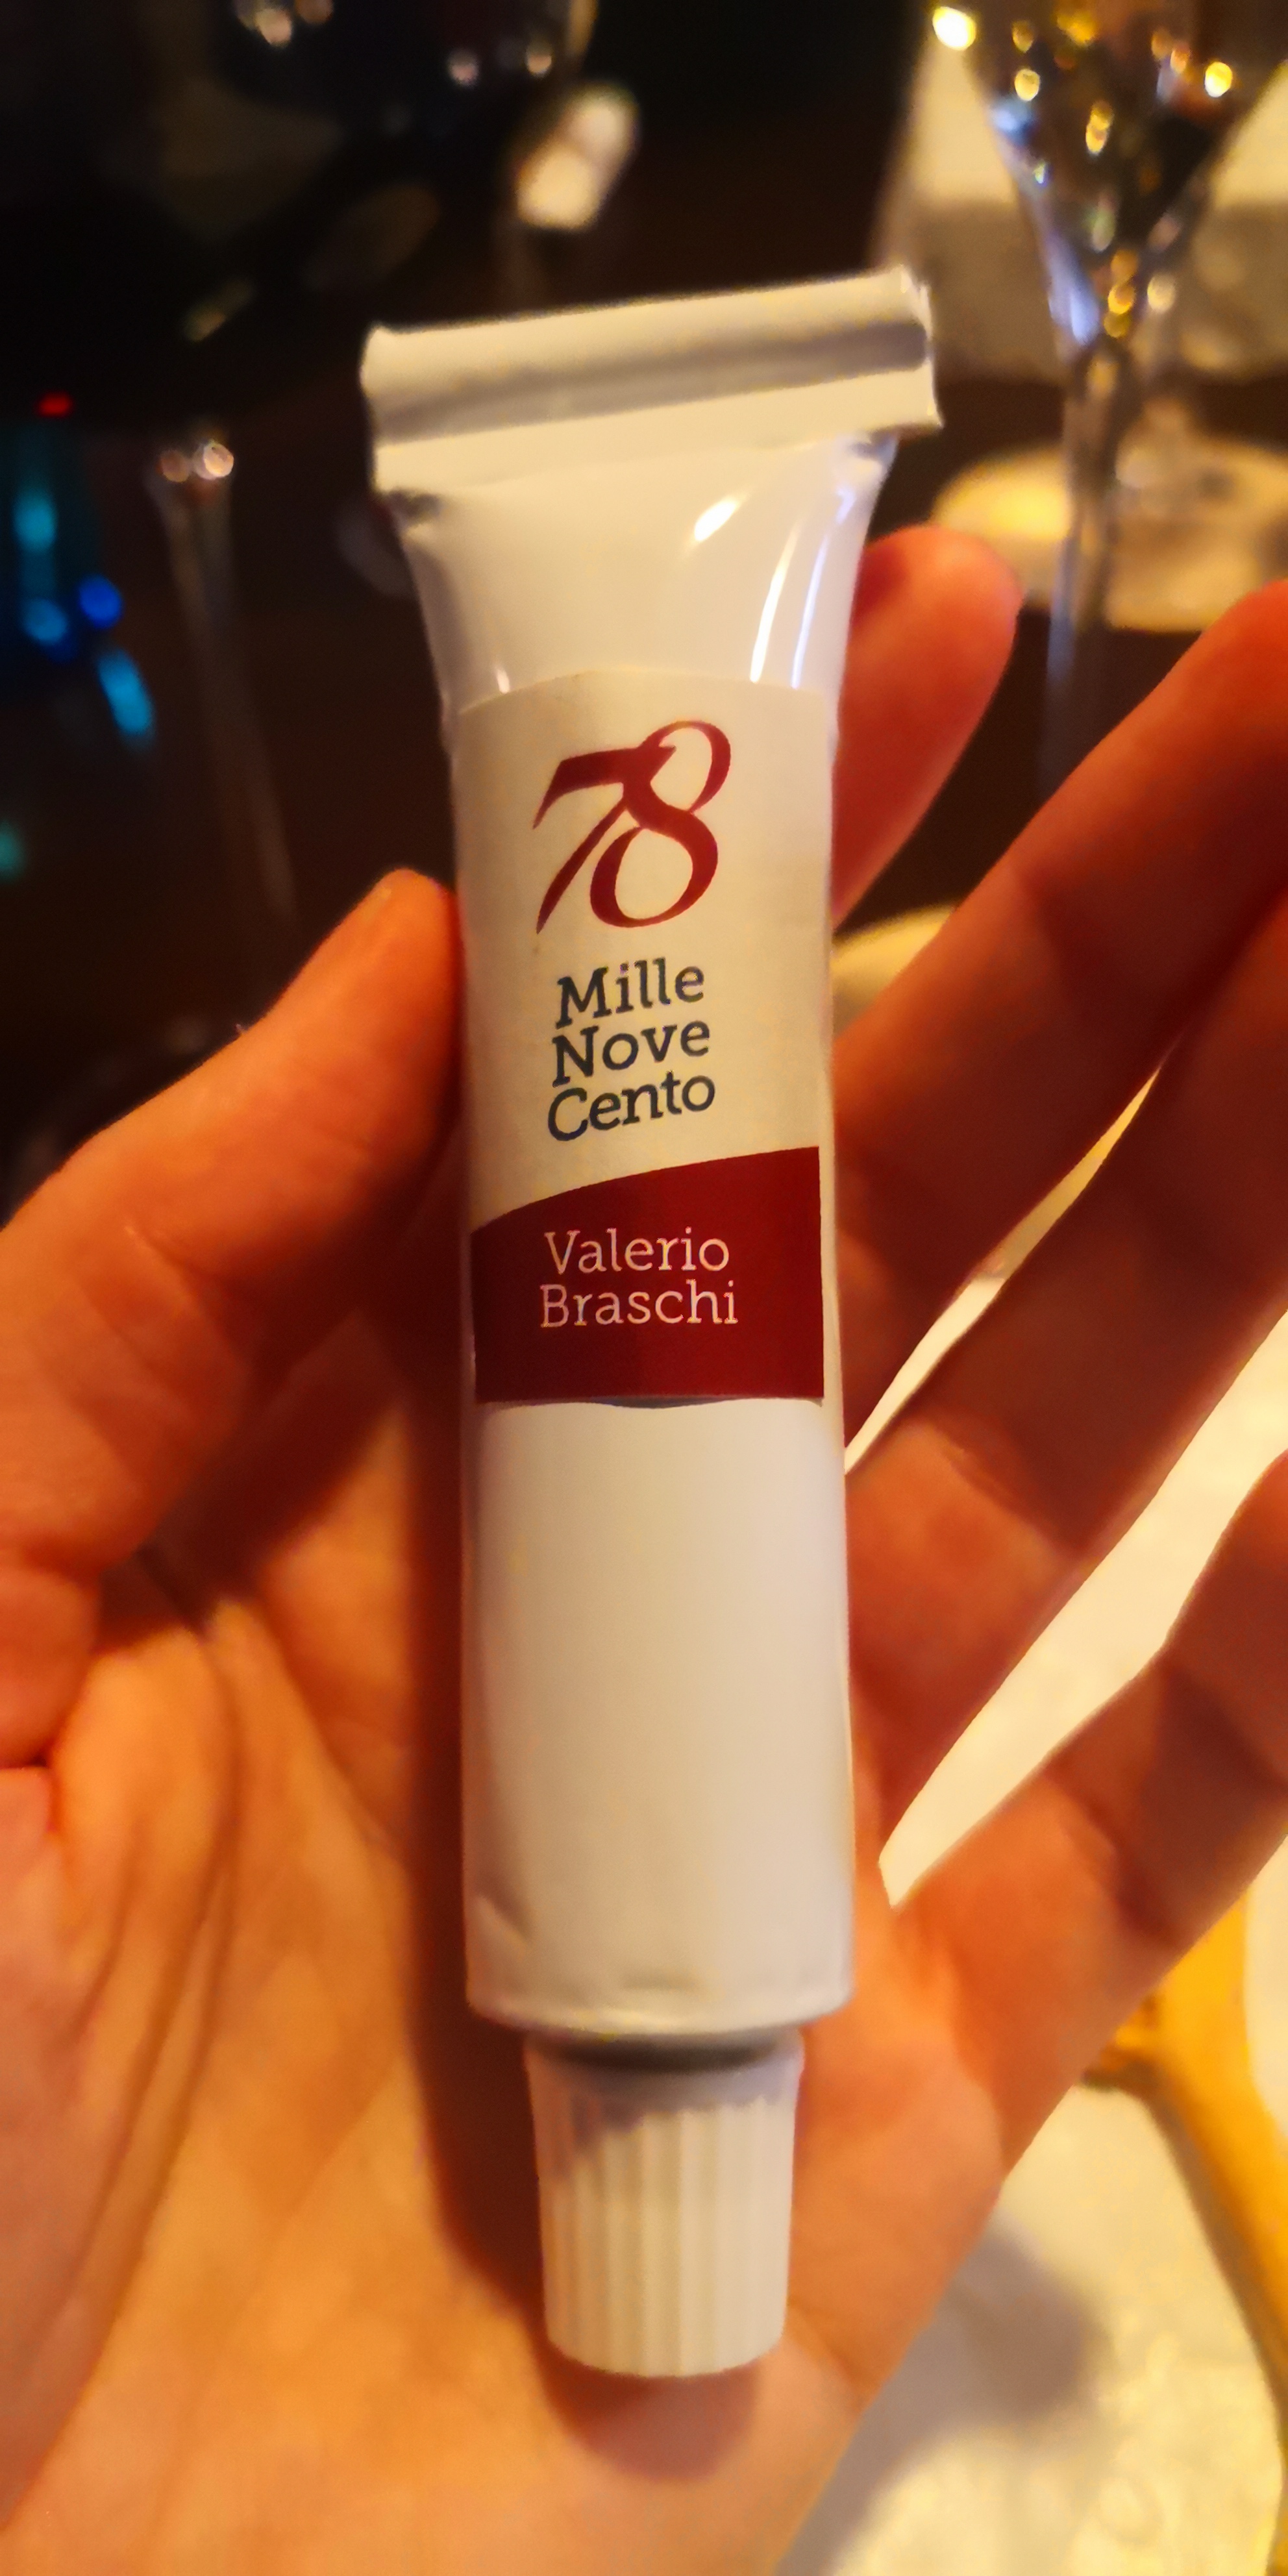 78
Mille
Nove
Cento
Valerio
Braschi